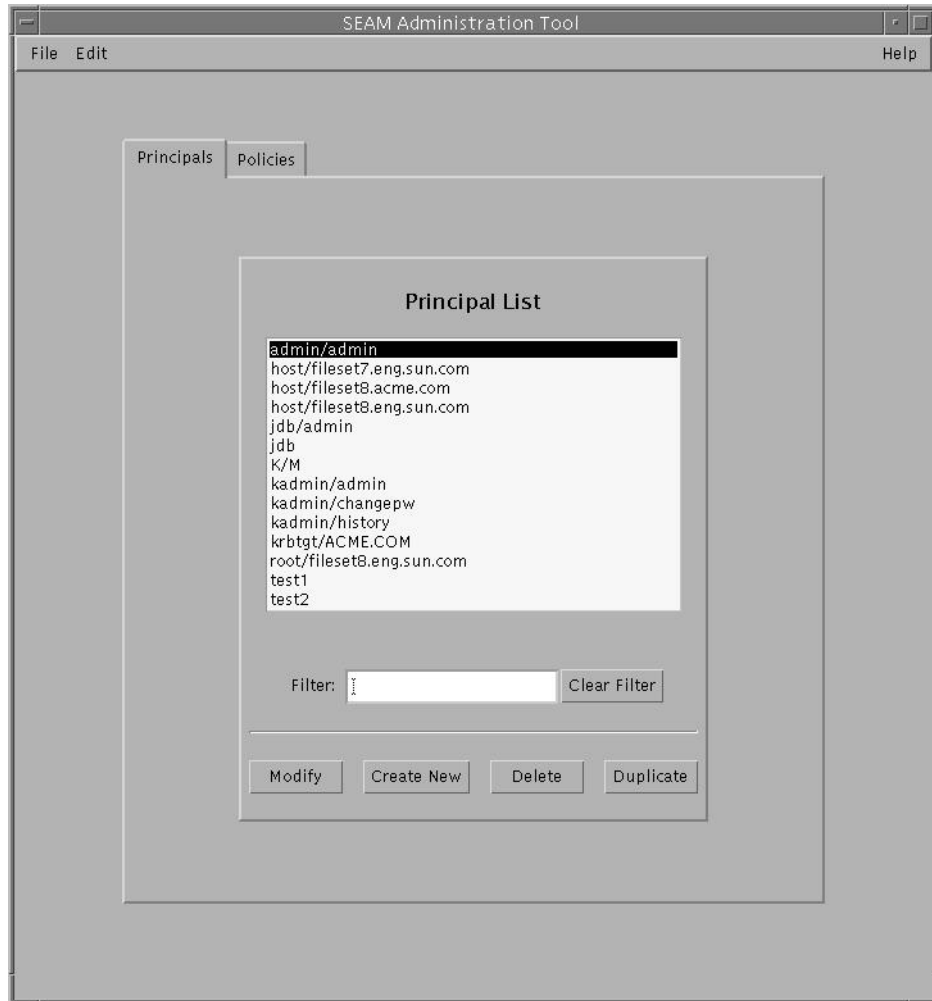 SEAM Administration Tool
File Edit Help
Principals Policies
Principal List
admin/admin
host/fileset7.eng.sun.com
host/fileset8.acme.com
host/fileset8.eng.sun.com
jdb/admin
jdb
K/M
kadmin/admin
kadmin/changepw
kadmin/history
krbtgt/ACME.COM
root/fileset8.eng.sun.com
test1
test2
Filter: Clear Filter
Modify Create New Delete Duplicate